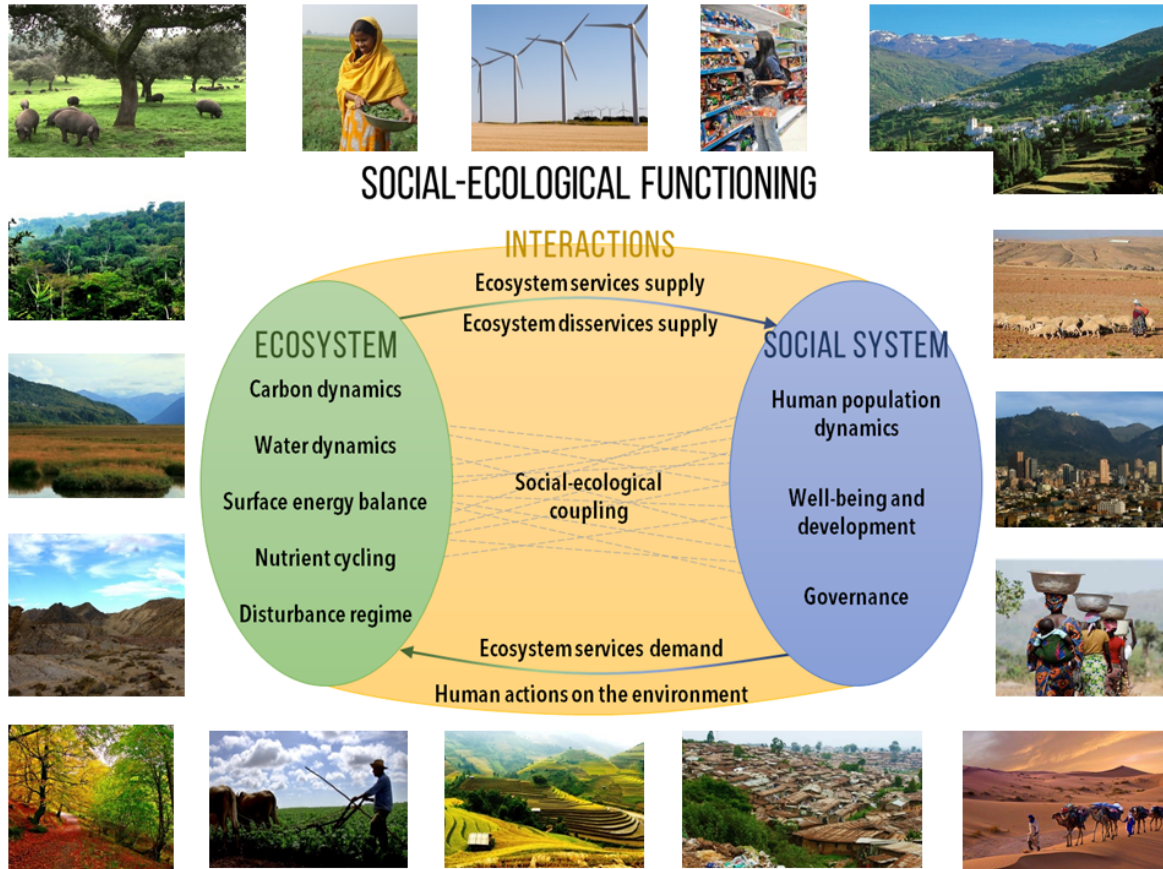 SOCIAL-ECOLOGICAL FUNCTIONING
INTERACTIONS
Ecosystem services supply
Ecosystem disservices supply
ECOSYSTEM
Carbon dynamics
Water dynamics
Surface energy balance
Nutrient cycling
Disturbance regime
Social-ecological
coupling
SOCIAL SYSTEM
Human population
dynamics
Well-being and
development
Governance
Ecosystem services demand
Human actions on the environment